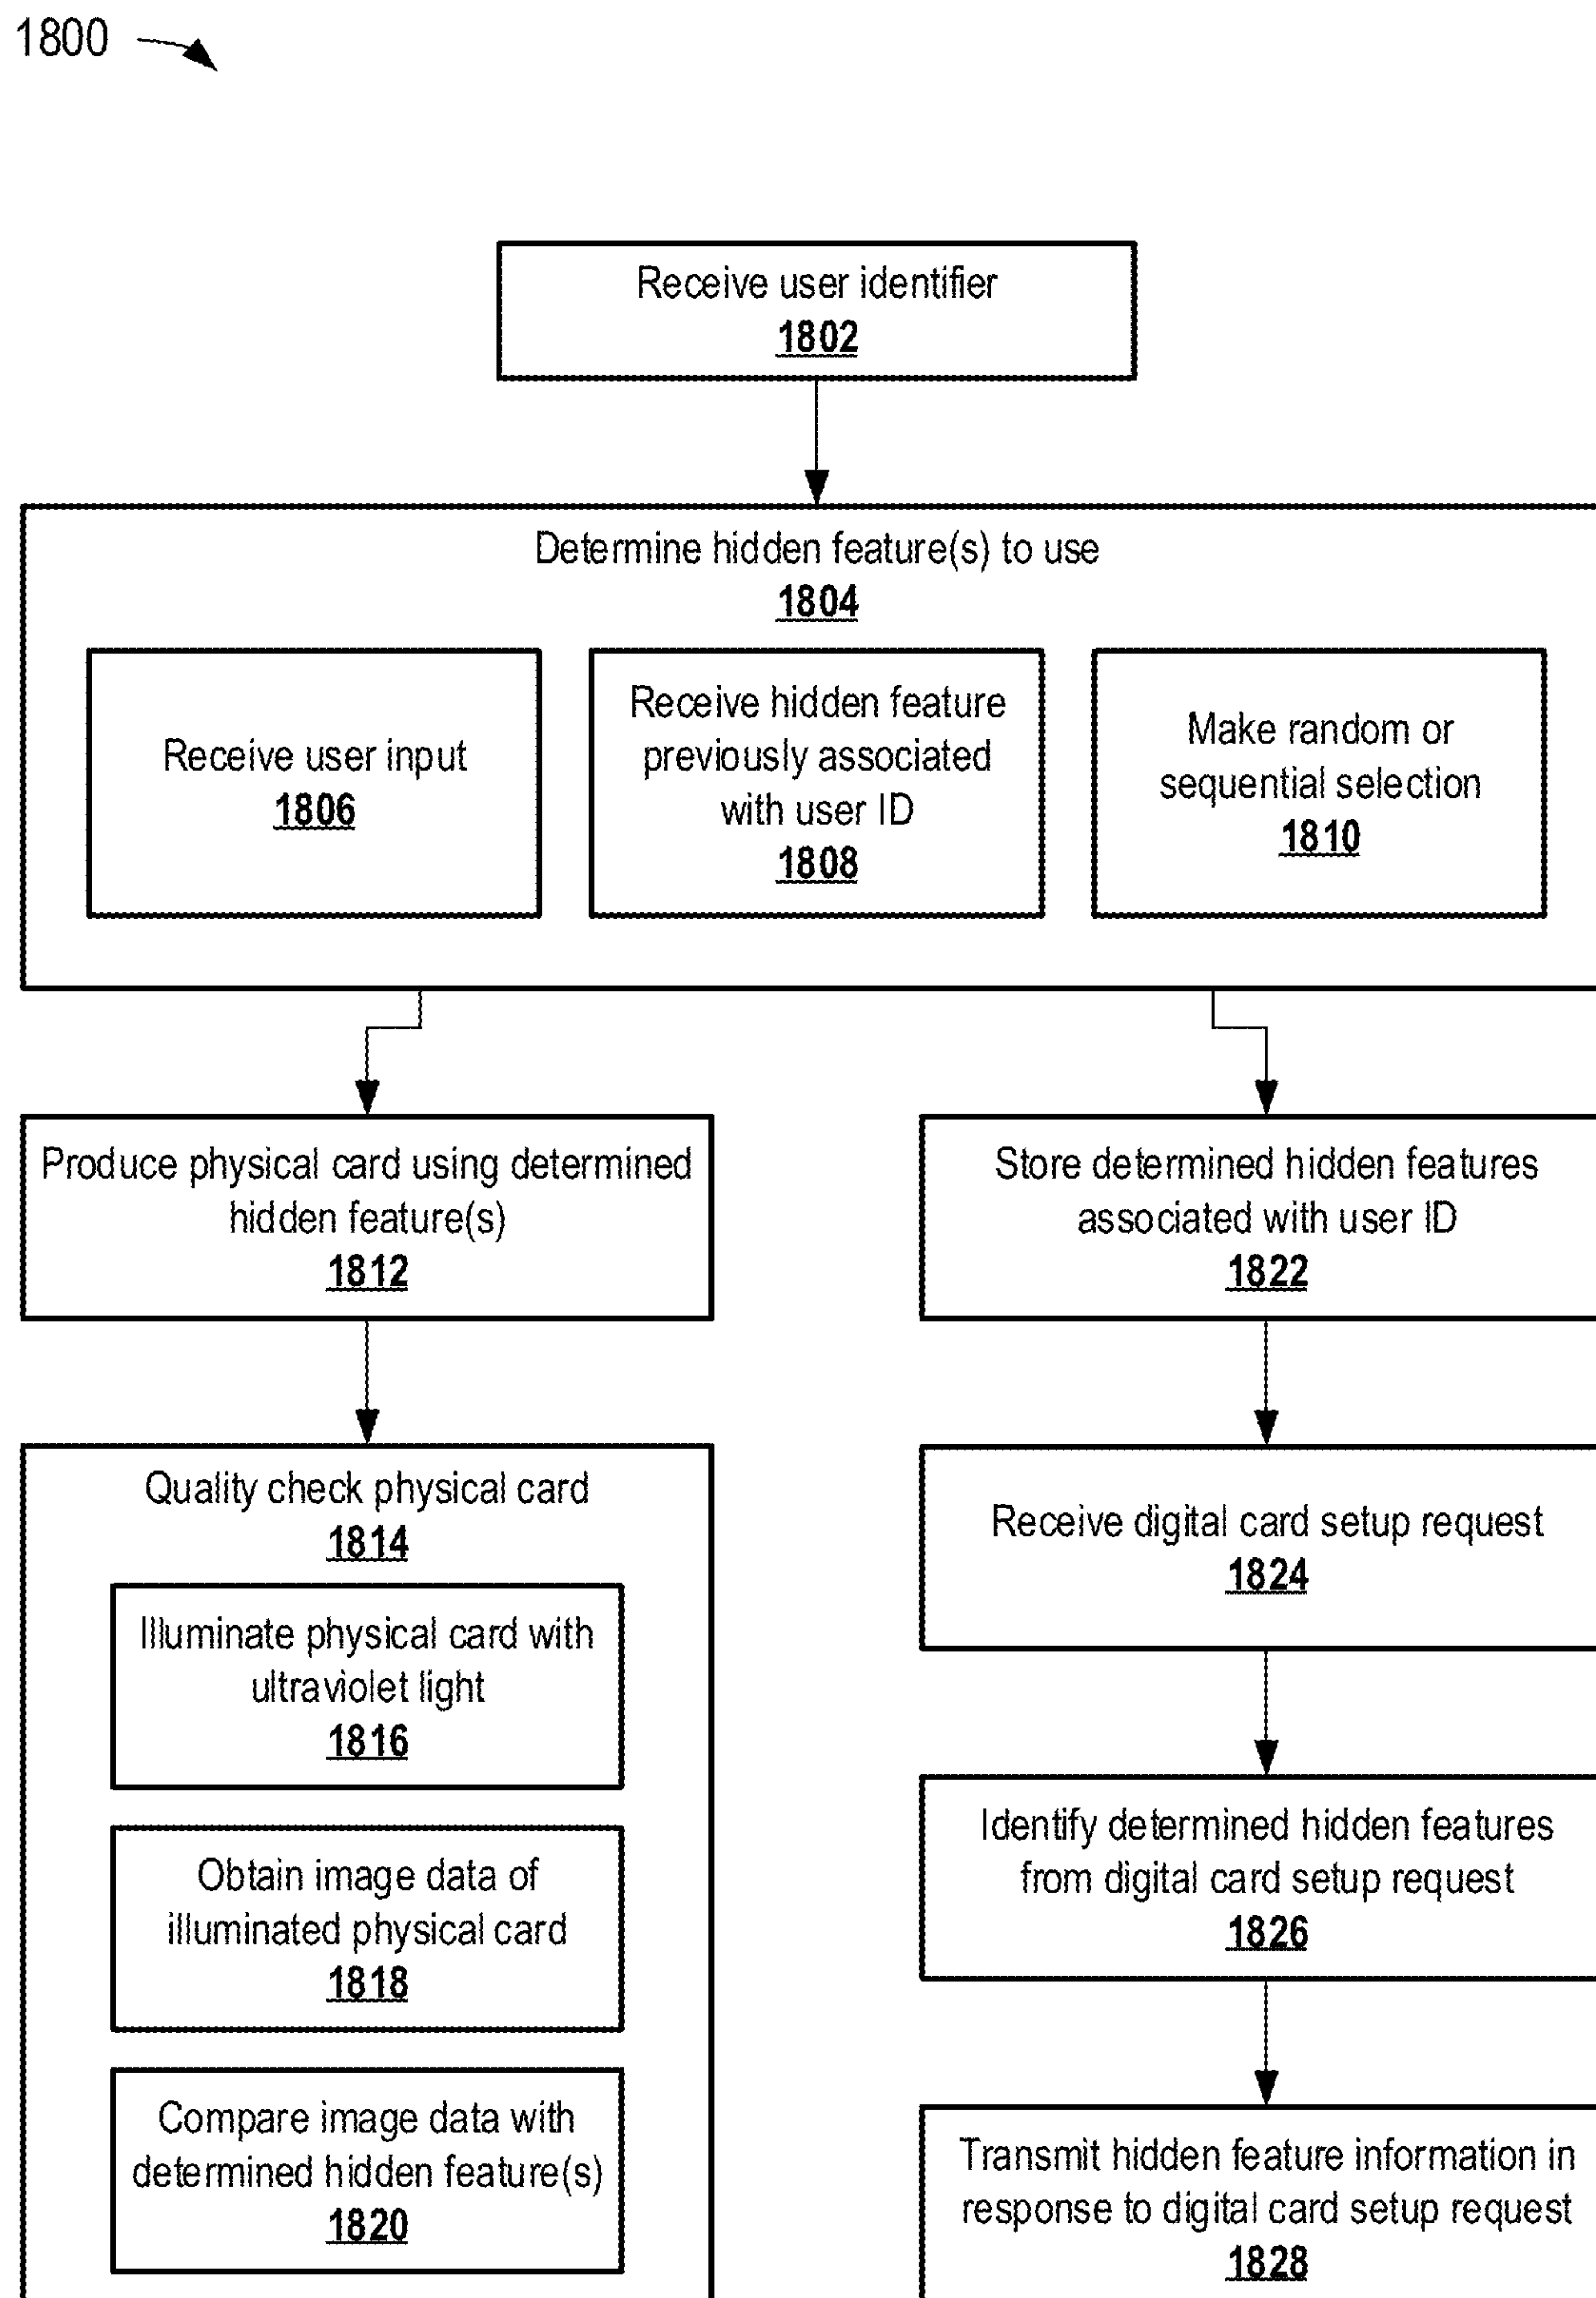 1800
Receive user identifier
1802
Determine hidden feature(s) to use
1804
Receive user input
1806
Receive hidden feature
previously associated
with user ID
1808
Make random or
sequential selection
1810
Produce physical card using determined
hidden feature(s)
1812
Quality check physical card
1814
Illuminate physical card with
ultraviolet light
1816
Obtain image data of
illuminated physical card
1818
Compare image data with
determined hidden feature(s)
1820
Store determined hidden features
associated with user ID
1822
Receive digital card setup request
1824
Identify determined hidden features
from digital card setup request
1826
Transmit hidden feature information in
response to digital card setup request
1828